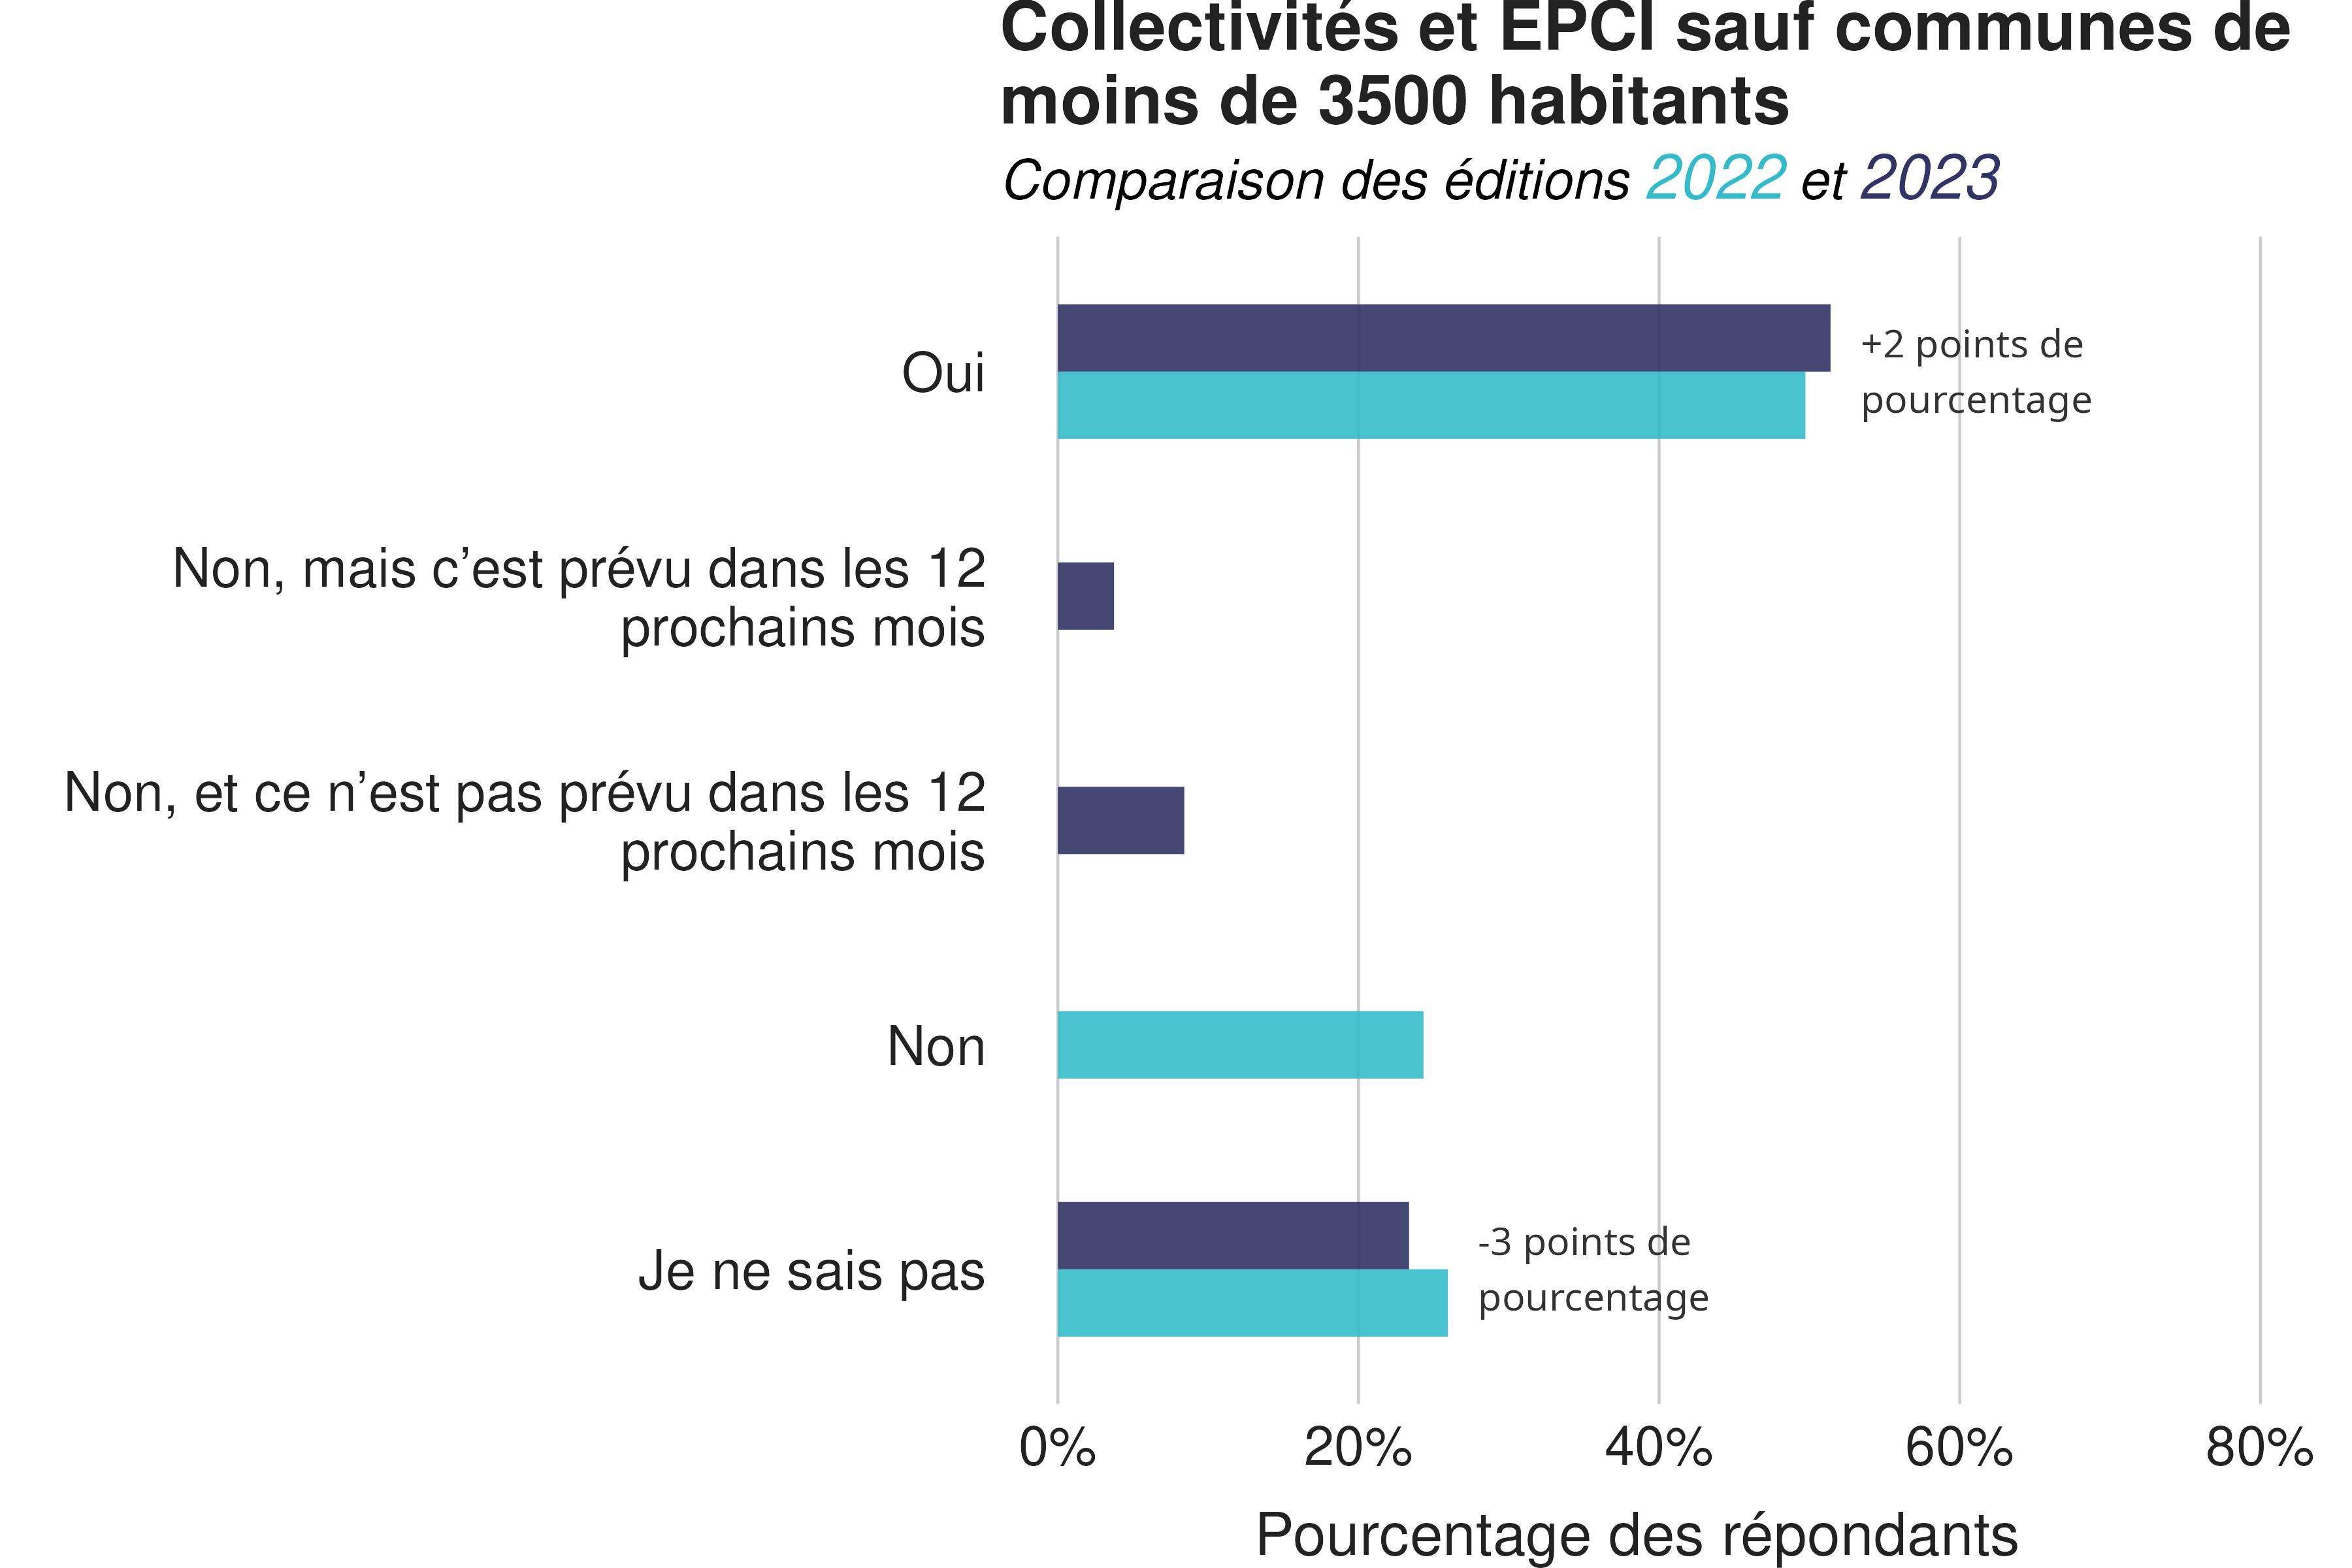 Collectivités et EPCI sauf communes de
moins de 3500 habitants
Comparaison des éditions 2022 et 2023
Oui
+2 points de
pourcentage
Non, mais c’est prévu dans les 12
prochains mois
Non, et ce n’est pas prévu dans les 12
prochains mois
Non
Je ne sais pas
-3 points de
pourcentage
0% 20% 40% 60% 80%
Pourcentage des répondants